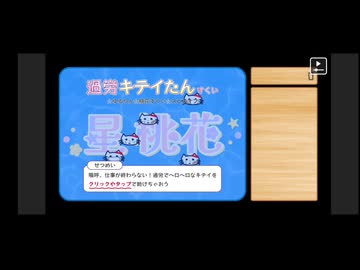 過労キテイたんすくい
星 桃花
せつめい
嗚呼、仕事が終わらない！過労でヘロヘロなキテイを
クリックやタップで助けちゃおう